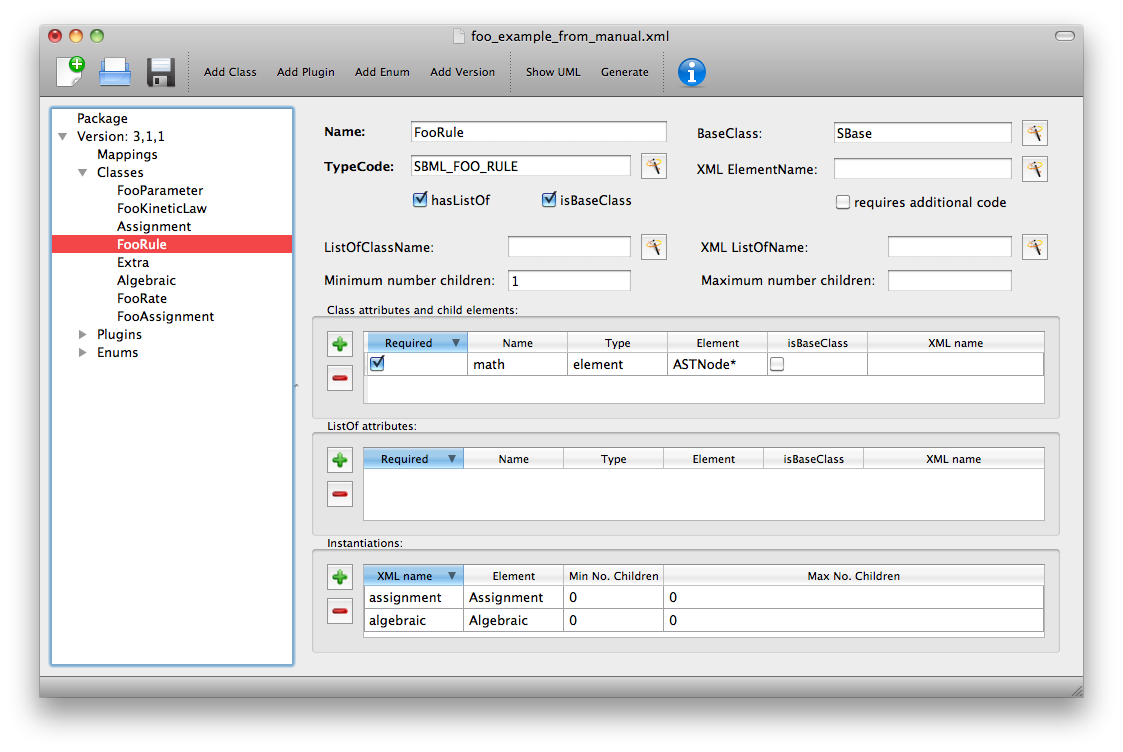 foo_example_from_manual.xml
Add Class Add Plugin Add Enum Add Version Show UML Generate
Package
Version: 3,1,1
Mappings
Classes
FooParameter
FooKineticLaw
Assignment
FooRule
Extra
Algebraic
FooRate
FooAssignment
Plugins
Enums
Name: FooRule BaseClass: SBase
TypeCode: SBML_FOO_RULE XML ElementName:
hasListOf isBaseClass requires additional code
ListOfClassName: XML ListOfName:
Minimum number children: 1 Maximum number children:
Class attributes and child elements:
Required Name Type Element isBaseClass XML name
math element ASTNode*
ListOf attributes:
Required Name Type Element isBaseClass XML name
Instantiations:
XML name Element Min No. Children Max No. Children
assignment Assignment 0 0
algebraic Algebraic 0 0